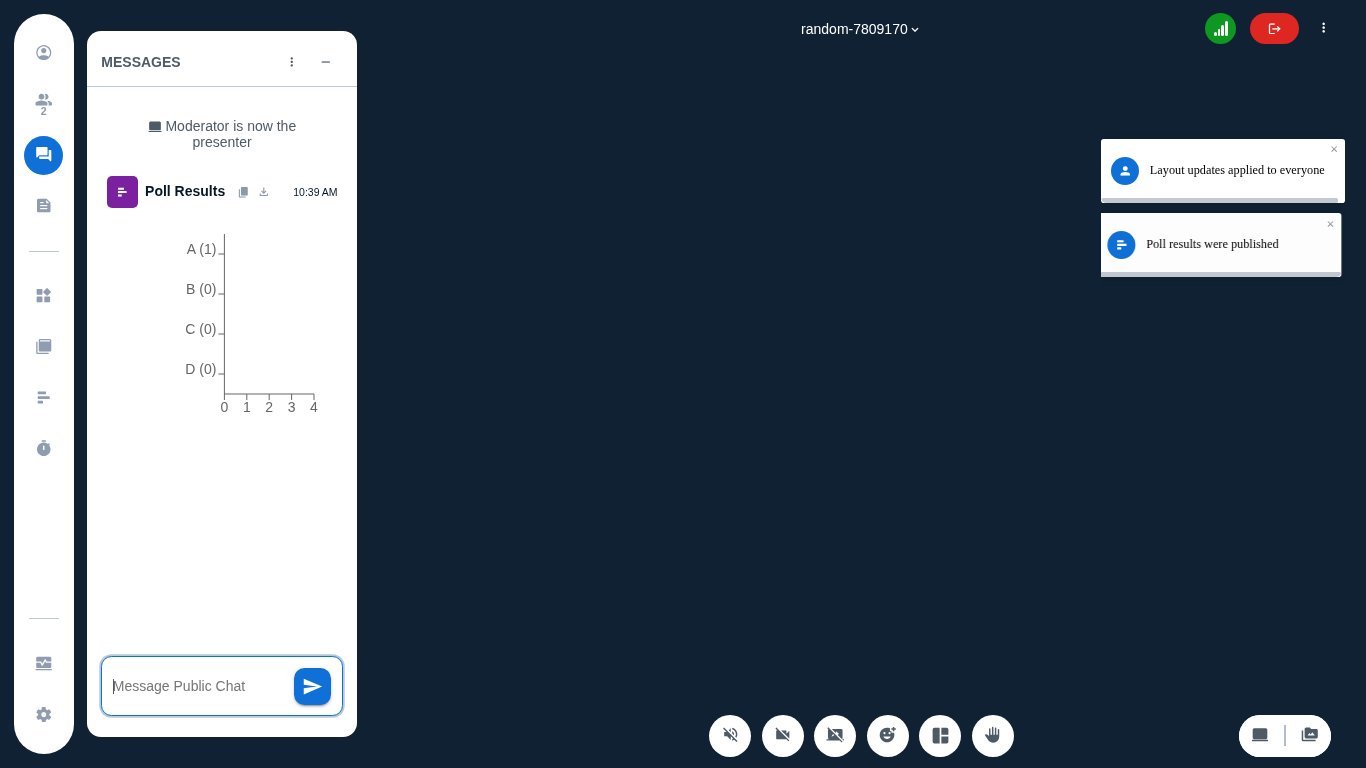 random-7809170
2
MESSAGES
Moderator is now the
presenter
Poll Results
10:39 AM
A (1)
B (0)
C (0)
D (0)
0 1 2 3 4
Message Public Chat
Layout updates applied to everyone
Poll results were published